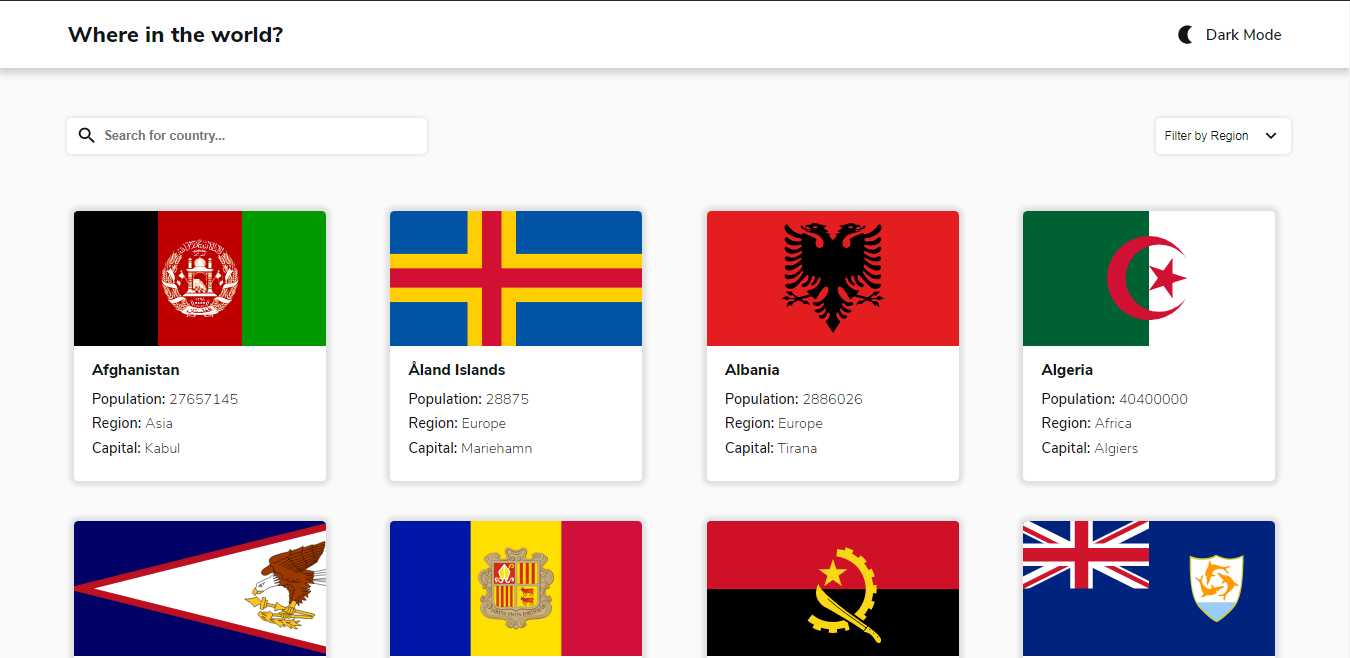 Where in the world?
Dark Mode
Search for country...
Filter by Region
Afghanistan
Population: 27657145
Region: Asia
Capital: Kabul
Åland Islands
Population: 28875
Region: Europe
Capital: Mariehamn
Albania
Population: 2886026
Region: Europe
Capital: Tirana
Algeria
Population: 40400000
Region: Africa
Capital: Algiers